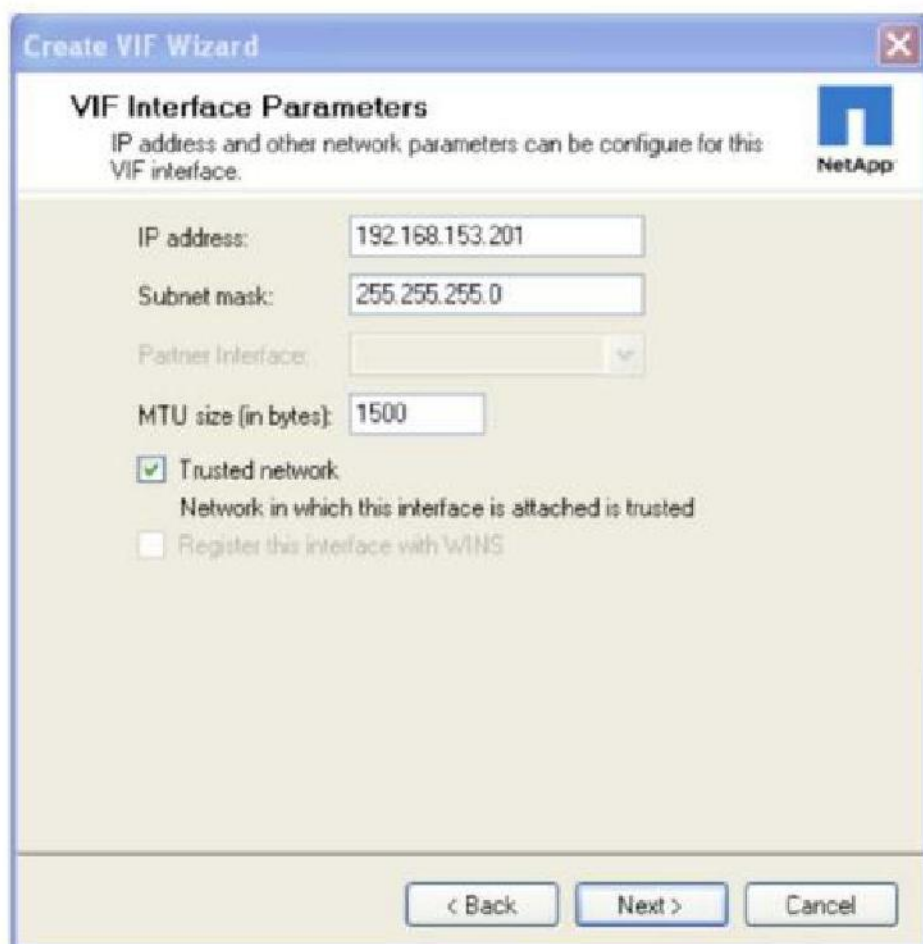 Create VIF Wizard
VIF Interface Parameters
IP address and other network parameters can be configure for this
VIF interface.
NetApp
IP address: 192.168.153.201
Subnet mask: 255.255.255.0
Partner Interface:
MTU size (in bytes): 1500
Trusted network
Network in which this interface is attached is trusted
Register this interface with WINS
< Back Next > Cancel